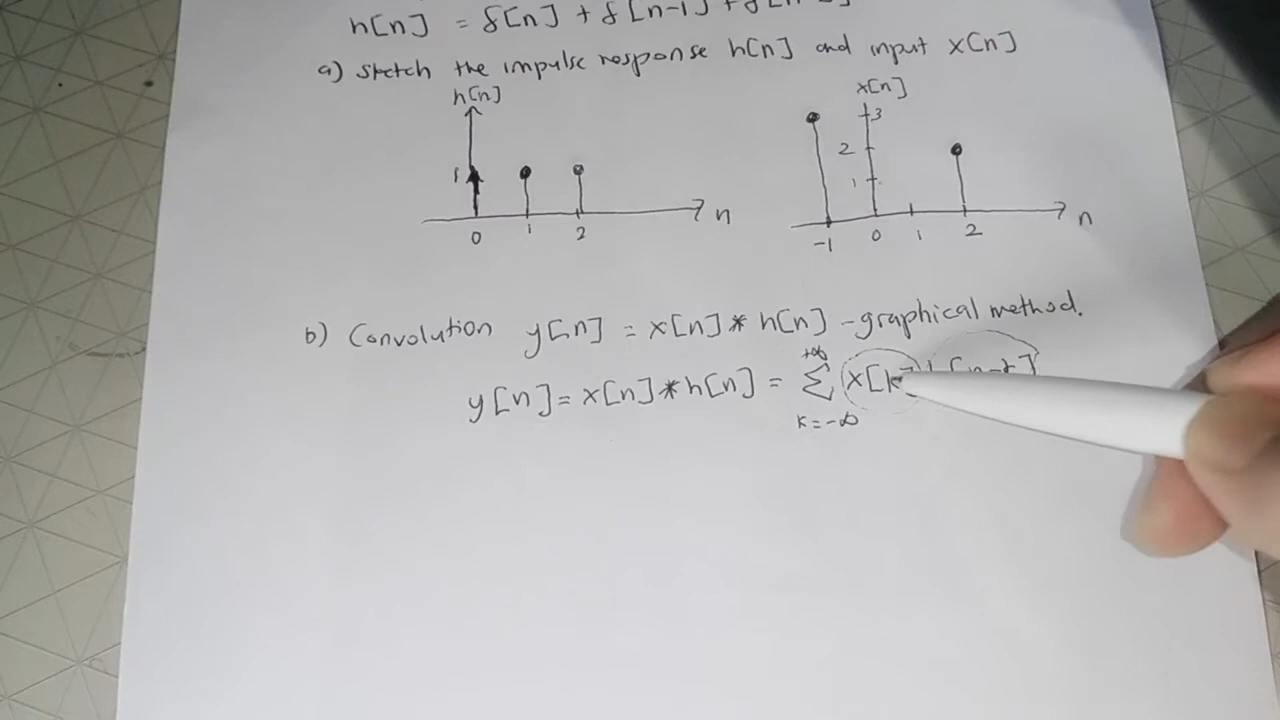 h[n] = δ[n] + δ[n-1] + δ[n
a) sketch the impulse response h[n] and input x[n]
h[n]
x[n]
3
2
1
1
n
n
0 1 2
-1 0 1 2
b) Convolution y[n] = x[n] * h[n] - graphical method.
+∞
y[n] = x[n] * h[n] = Σ x[k] [n-k]
k = -∞